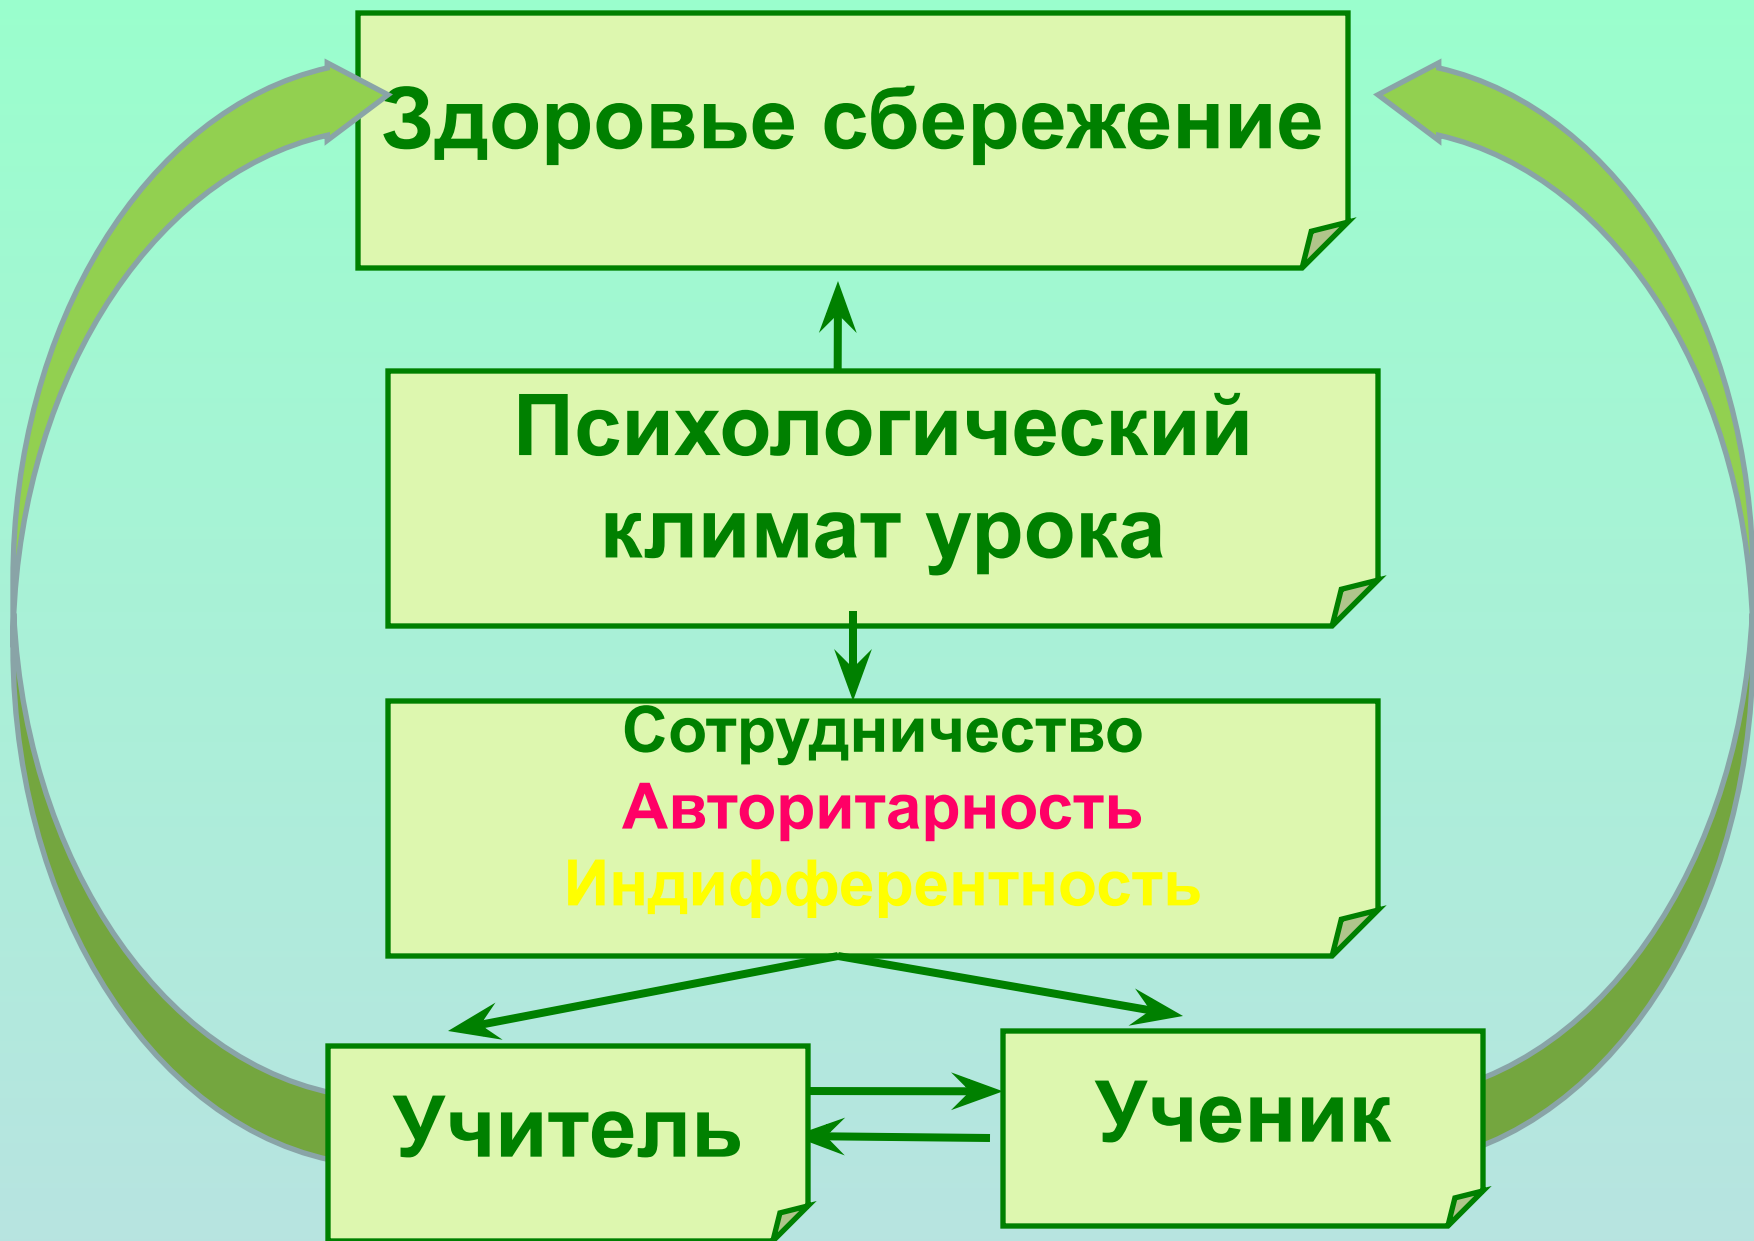 Здоровье сбережение
Психологический
климат урока
Сотрудничество
Авторитарность
Индифферентность
Учитель
Ученик